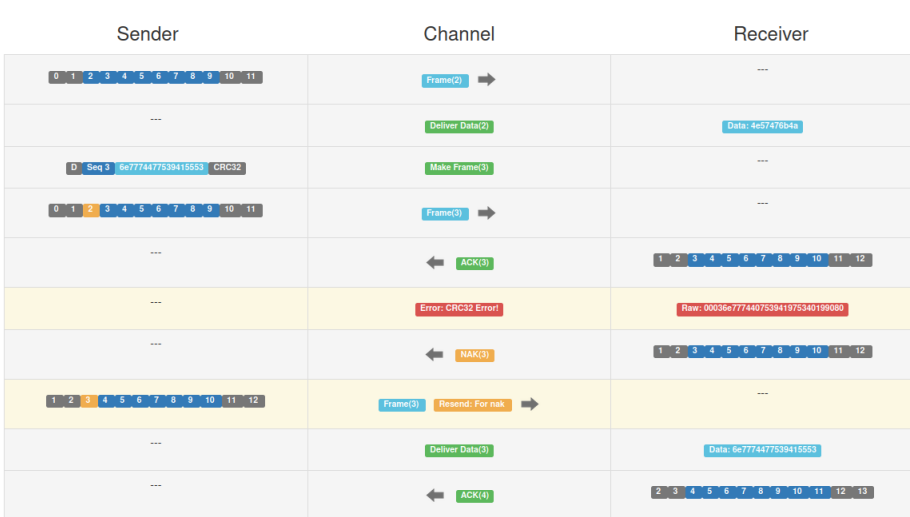 Sender Channel Receiver
0 1 2 3 4 5 6 7 8 9 10 11 Frame(2) ---
--- Deliver Data(2) Data: 4e57476b4a
D Seq 3 6e7774477539415553 CRC32 Make Frame(3) ---
0 1 2 3 4 5 6 7 8 9 10 11 Frame(3) ---
--- ACK(3) 1 2 3 4 5 6 7 8 9 10 11 12
--- Error: CRC32 Error! Raw: 00036e777440753941975340199080
--- NAK(3) 1 2 3 4 5 6 7 8 9 10 11 12
1 2 3 4 5 6 7 8 9 10 11 12 Frame(3) Resend: For nak ---
--- Deliver Data(3) Data: 6e7774477539415553
--- ACK(4) 2 3 4 5 6 7 8 9 10 11 12 13